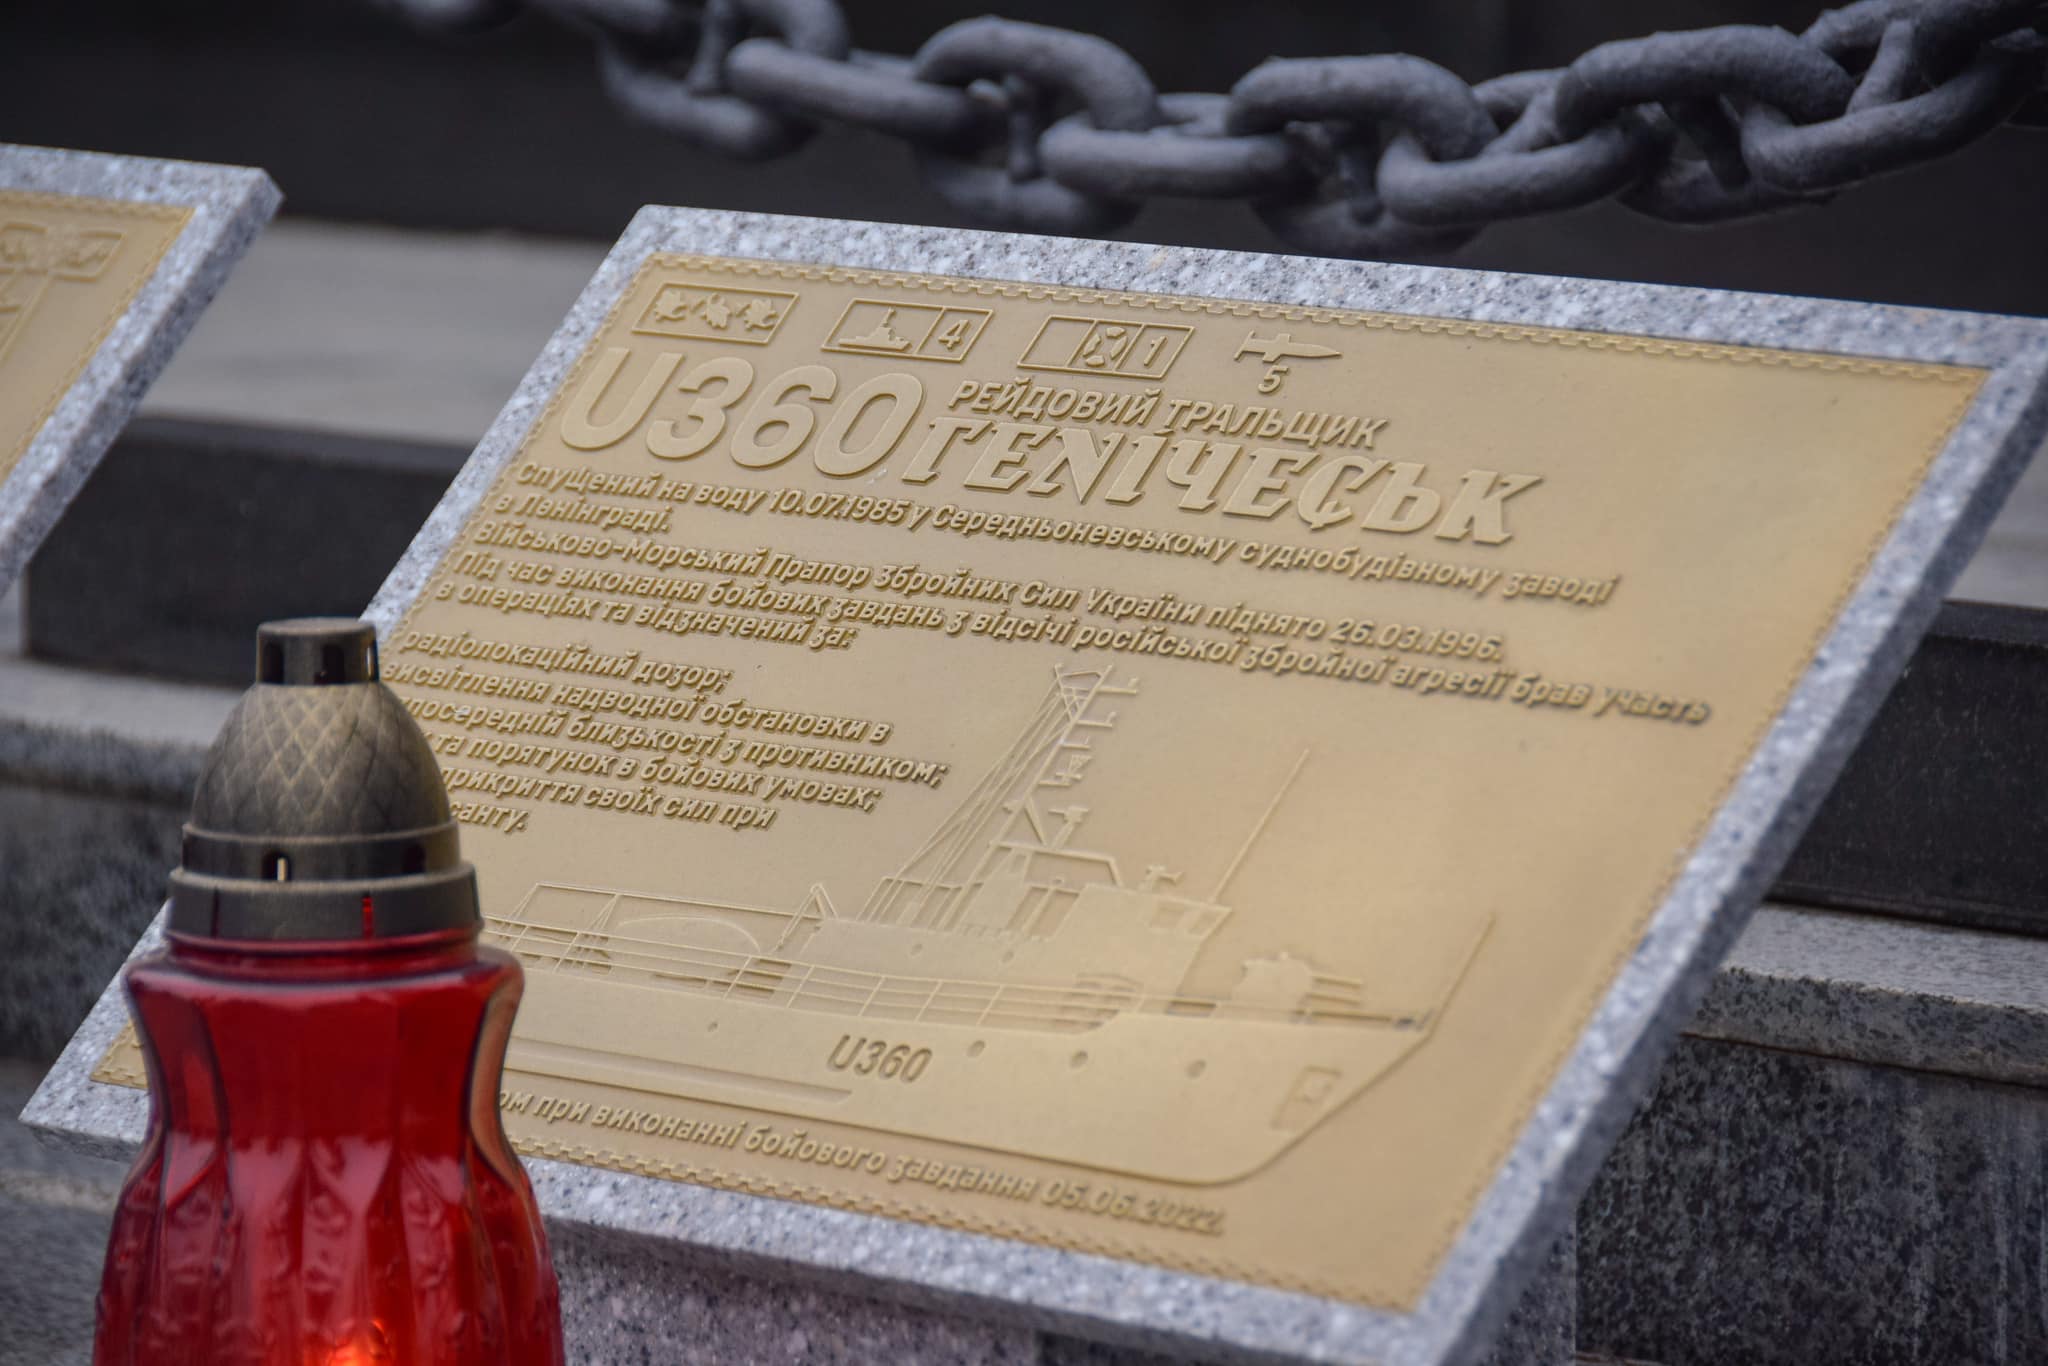 4
1
5
U360
РЕЙДОВИЙ ТРАЛЬЩИК
ГЕНІЧЕСЬК
Спущений на воду 10.07.1985 у Середньоневському суднобудівному заводі
в Ленінграді.
Військово-Морський Прапор Збройних Сил України піднято 26.03.1996.
Під час виконання бойових завдань з відсічі російської збройної агресії брав участь
в операціях та відзначений за:
радіолокаційний дозор;
висвітлення надводної обстановки в
близькості з противником;
та порятунок в бойових умовах;
прикриття своїх сил при
U360
при виконанні бойового завдання 05.06.2022.